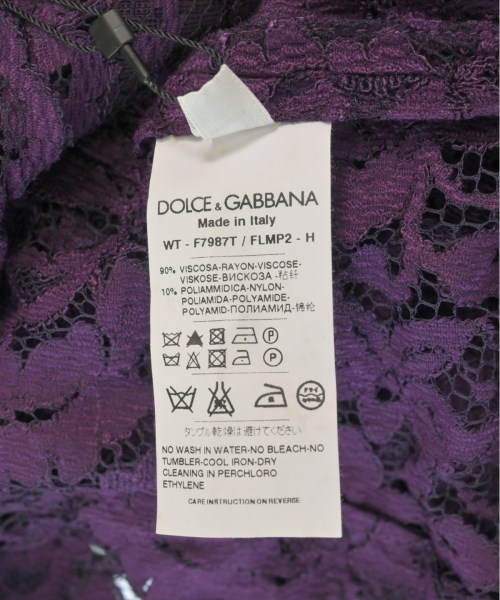 DOLCE & GABBANA
Made in Italy
WT - F7987T / FLMP2 - H
90% VISCOSA-RAYON-VISCOSE-
VISKOSE-ВИСКОЗА-粘纤
10% POLIAMMIDICA-NYLON-
POLIAMIDA-POLYAMIDE-
POLYAMID-ПОЛИАМИД-锦纶
P
P
ドライ
タンブル乾燥は避けてください
NO WASH IN WATER-NO BLEACH-NO
TUMBLER-COOL IRON-DRY
CLEANING IN PERCHLORO
ETHYLENE
CARE INSTRUCTION ON REVERSE